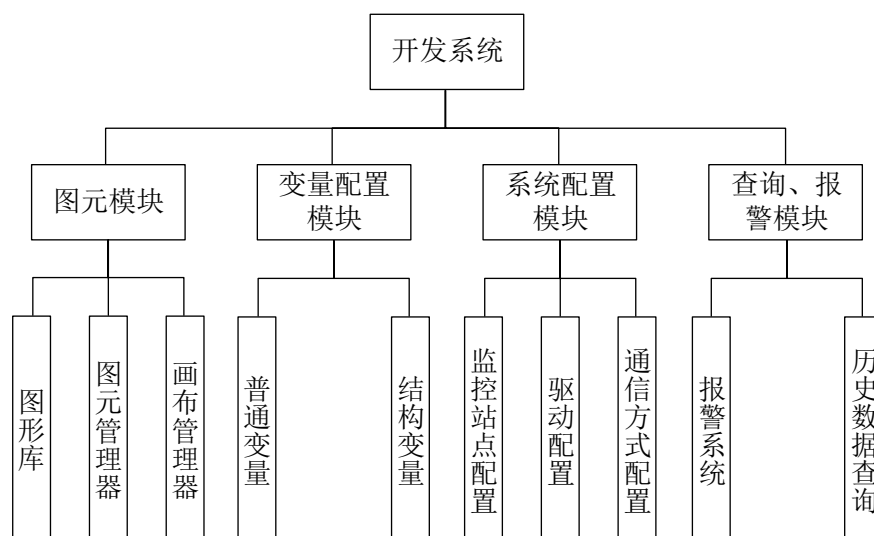 开发系统
图元模块
变量配置
模块
系统配置
模块
查询、报
警模块
图形库
图元管理器
画布管理器
普通变量
结构变量
监控站点配置
驱动配置
通信方式配置
报警系统
历史数据查询